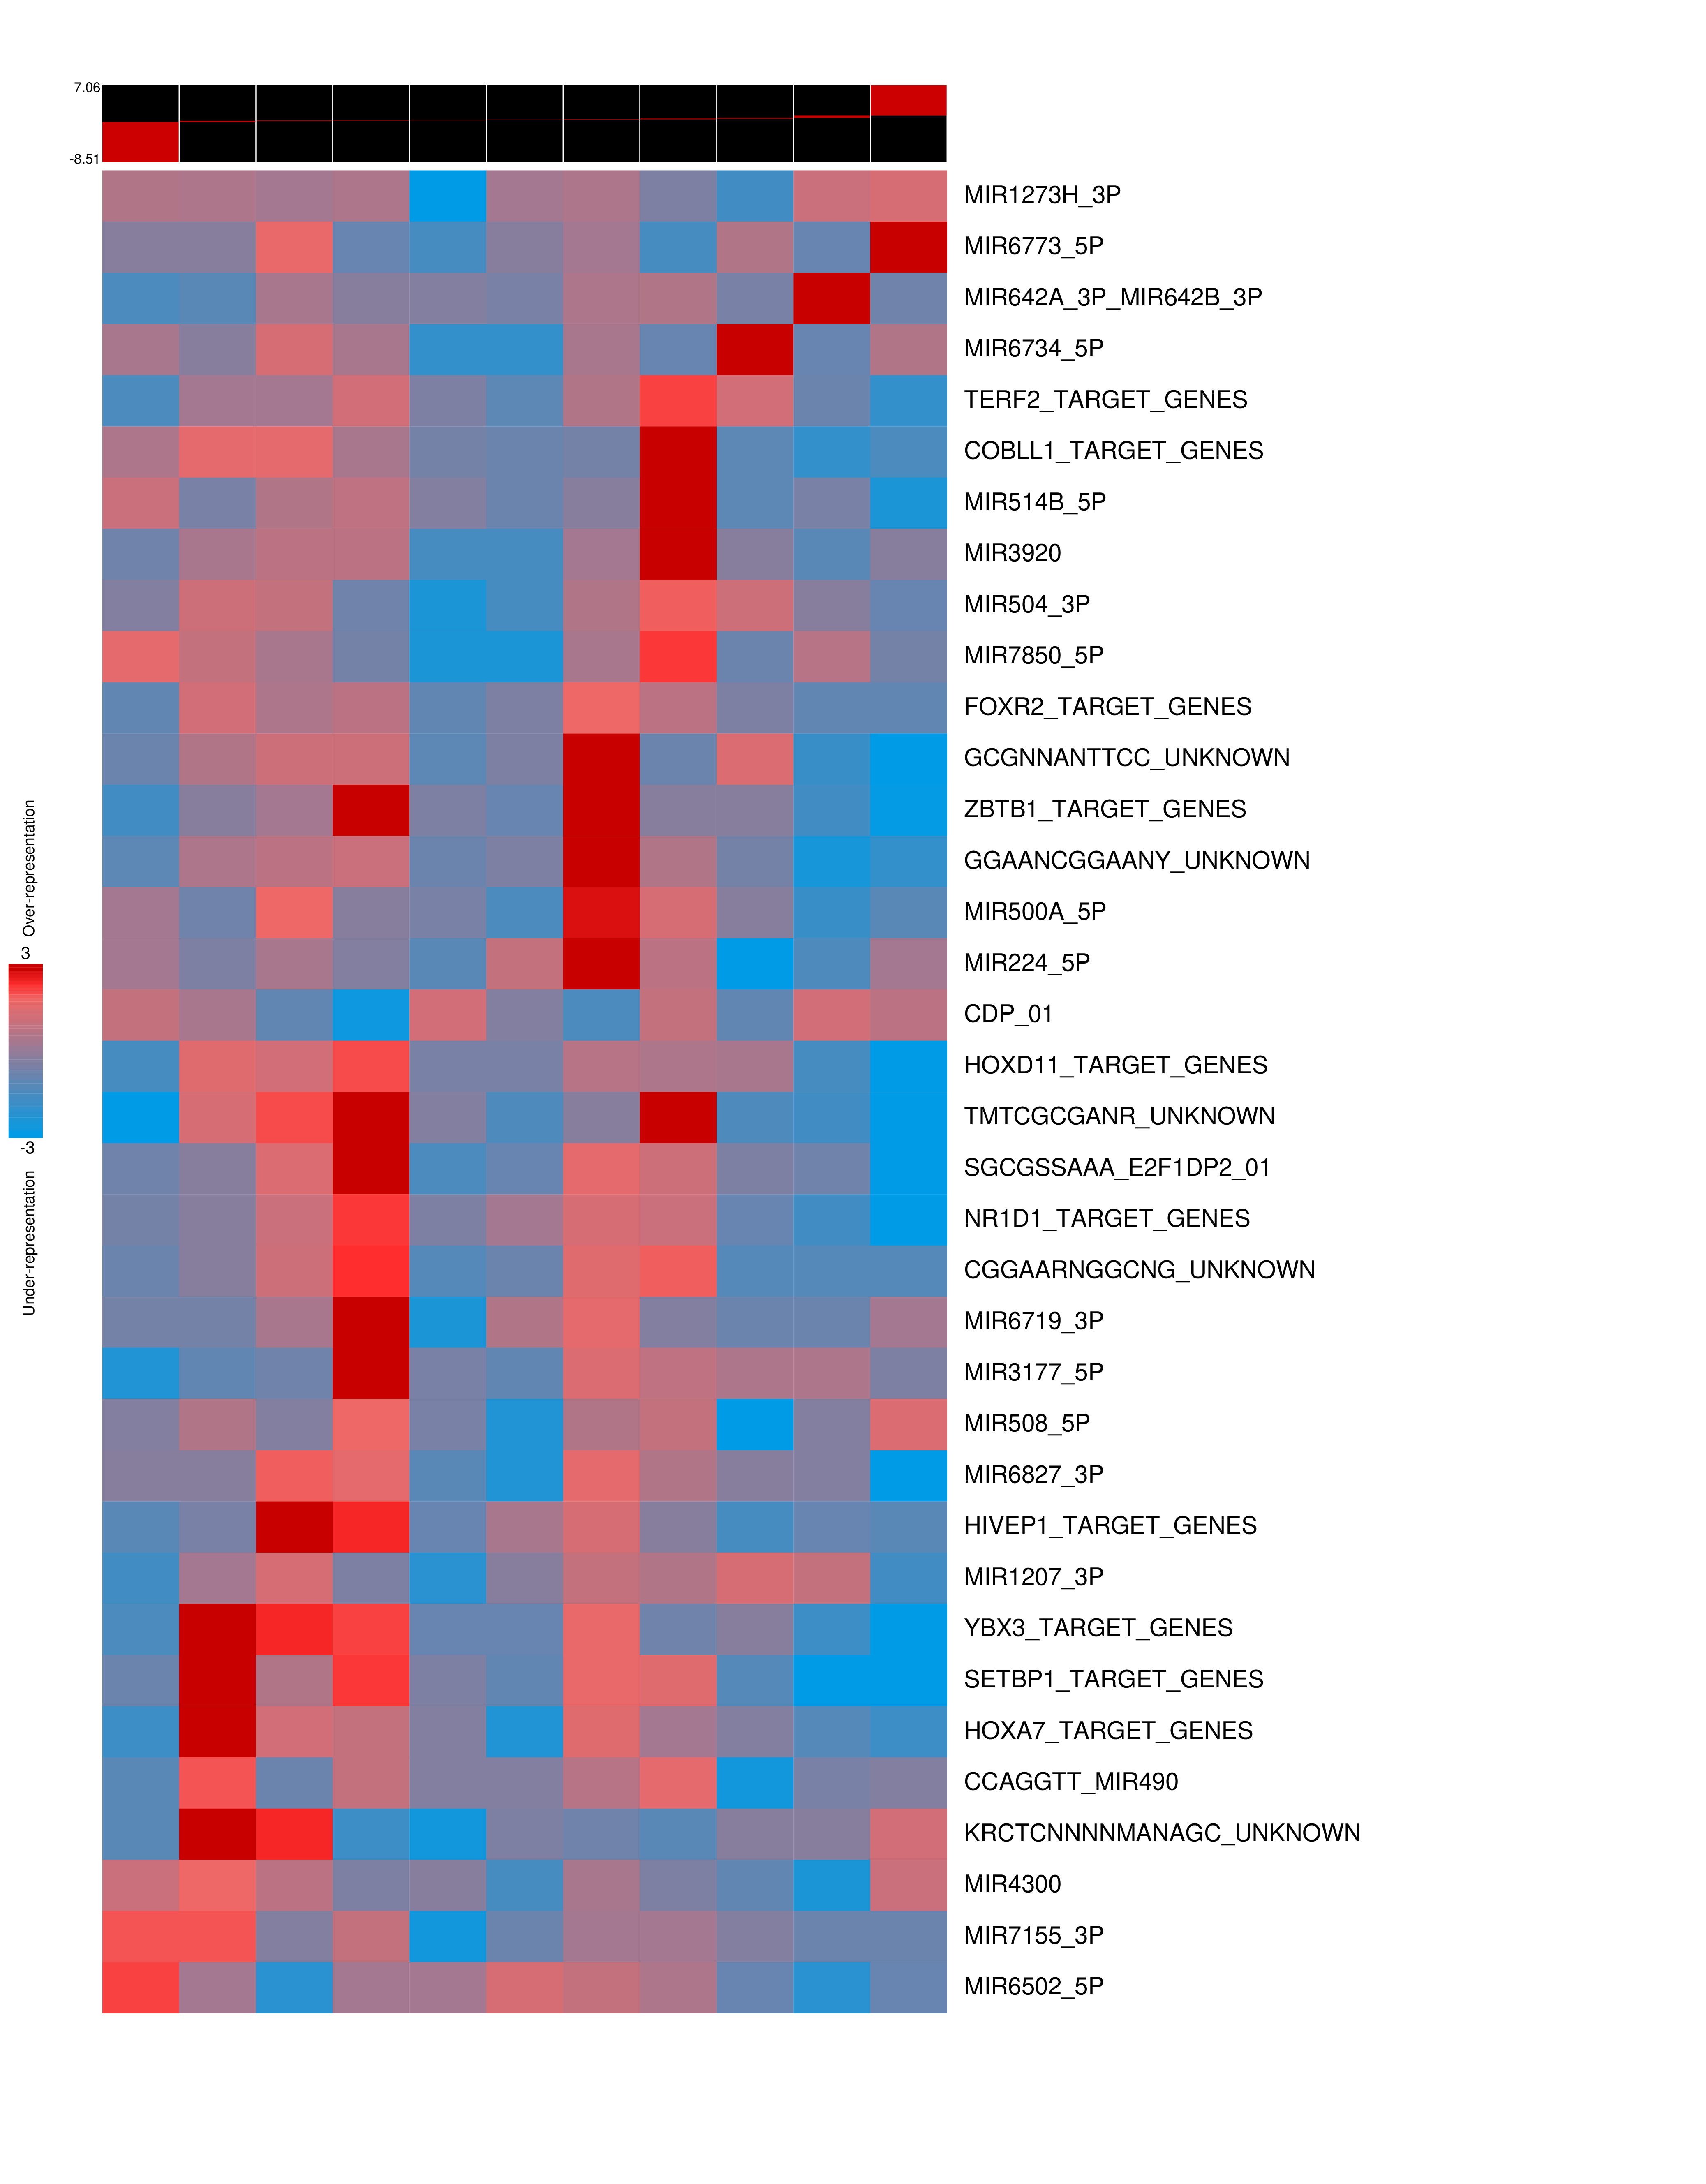 7.06
-8.51
MIR1273H_3P
MIR6773_5P
MIR642A_3P_MIR642B_3P
MIR6734_5P
TERF2_TARGET_GENES
COBLL1_TARGET_GENES
MIR514B_5P
MIR3920
MIR504_3P
MIR7850_5P
FOXR2_TARGET_GENES
GCGNNANTTCC_UNKNOWN
ZBTB1_TARGET_GENES
GGAANCGGAANY_UNKNOWN
MIR500A_5P
MIR224_5P
CDP_01
HOXD11_TARGET_GENES
TMTCGCGANR_UNKNOWN
SGCGSSAAA_E2F1DP2_01
NR1D1_TARGET_GENES
CGGAARNGGCNG_UNKNOWN
MIR6719_3P
MIR3177_5P
MIR508_5P
MIR6827_3P
HIVEP1_TARGET_GENES
MIR1207_3P
YBX3_TARGET_GENES
SETBP1_TARGET_GENES
HOXA7_TARGET_GENES
CCAGGTT_MIR490
KRCTCNNNNMANAGC_UNKNOWN
MIR4300
MIR7155_3P
MIR6502_5P
Over-representation
3
-3
Under-representation